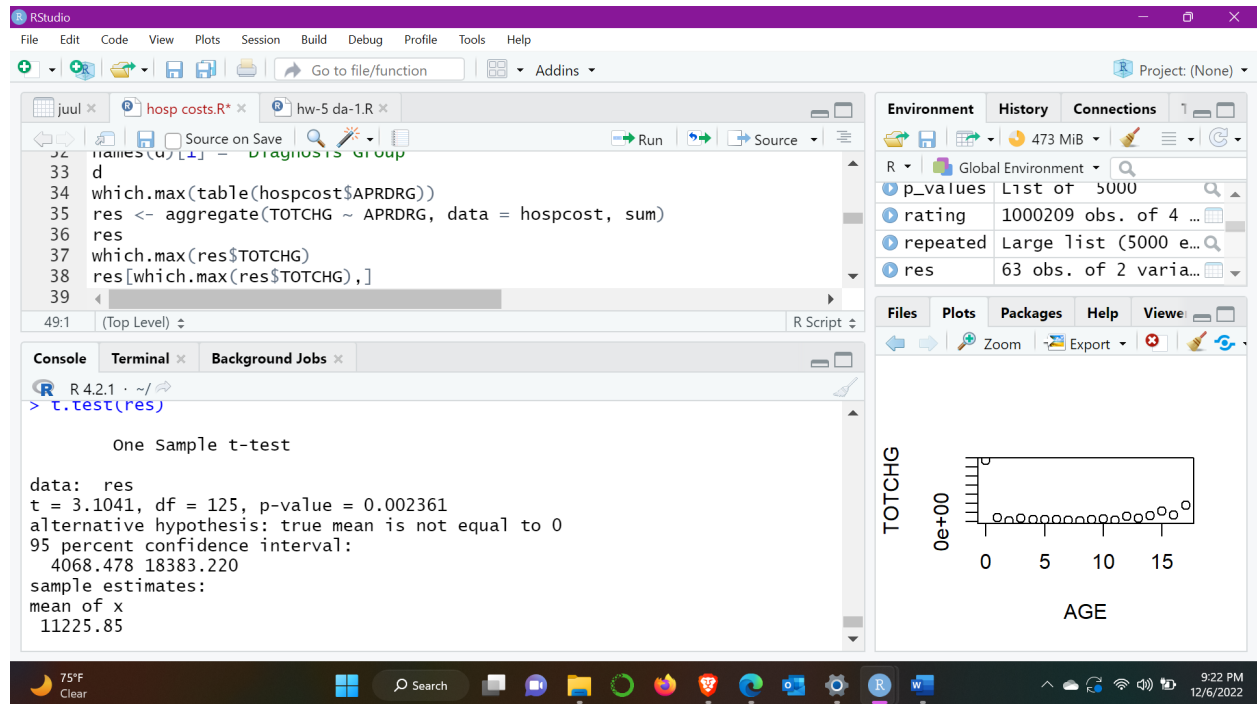 RStudio
File Edit Code View Plots Session Build Debug Profile Tools Help
Go to file/function Addins Project: (None)
juul hosp costs.R* hw-5 da-1.R
Source on Save Run Source
32 names(d)[1] = "Diagnosis Group"
33 d
34 which.max(table(hospcost$APRDRG))
35 res <- aggregate(TOTCHG ~ APRDRG, data = hospcost, sum)
36 res
37 which.max(res$TOTCHG)
38 res[which.max(res$TOTCHG),]
39
49:1 (Top Level) R Script
Console Terminal Background Jobs
R 4.2.1 · ~/
> t.test(res)
One Sample t-test
data: res
t = 3.1041, df = 125, p-value = 0.002361
alternative hypothesis: true mean is not equal to 0
95 percent confidence interval:
4068.478 18383.220
sample estimates:
mean of x
11225.85
Environment History Connections
473 MiB
R Global Environment
p_values List of 5000
rating 1000209 obs. of 4 …
repeated Large list (5000 e…
res 63 obs. of 2 varia…
Files Plots Packages Help Viewe
Zoom Export
TOTCHG
0e+00
0 5 10 15
AGE
75°F
Clear
Search
9:22 PM
12/6/2022